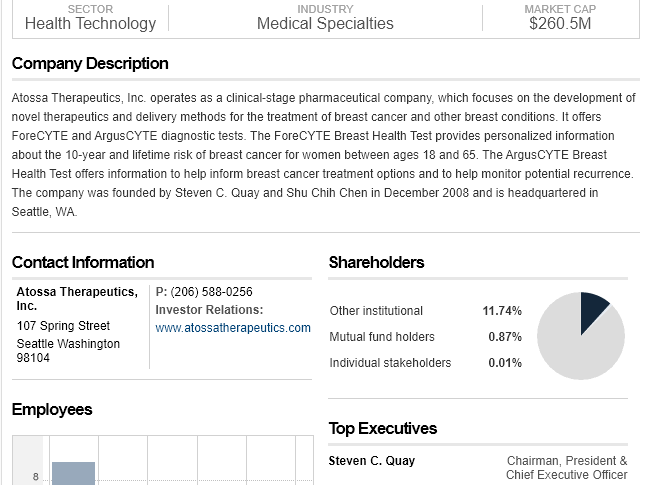 SECTOR
Health Technology
INDUSTRY
Medical Specialties
MARKET CAP
$260.5M
Company Description
Atossa Therapeutics, Inc. operates as a clinical-stage pharmaceutical company, which focuses on the development of
novel therapeutics and delivery methods for the treatment of breast cancer and other breast conditions. It offers
ForeCYTE and ArgusCYTE diagnostic tests. The ForeCYTE Breast Health Test provides personalized information
about the 10-year and lifetime risk of breast cancer for women between ages 18 and 65. The ArgusCYTE Breast
Health Test offers information to help inform breast cancer treatment options and to help monitor potential recurrence.
The company was founded by Steven C. Quay and Shu Chih Chen in December 2008 and is headquartered in
Seattle, WA.
Contact Information
Atossa Therapeutics,
Inc.
107 Spring Street
Seattle Washington
98104
P: (206) 588-0256
Investor Relations:
www.atossatherapeutics.com
Shareholders
Other institutional 11.74%
Mutual fund holders 0.87%
Individual stakeholders 0.01%
Employees
8
Top Executives
Steven C. Quay
Chairman, President &
Chief Executive Officer